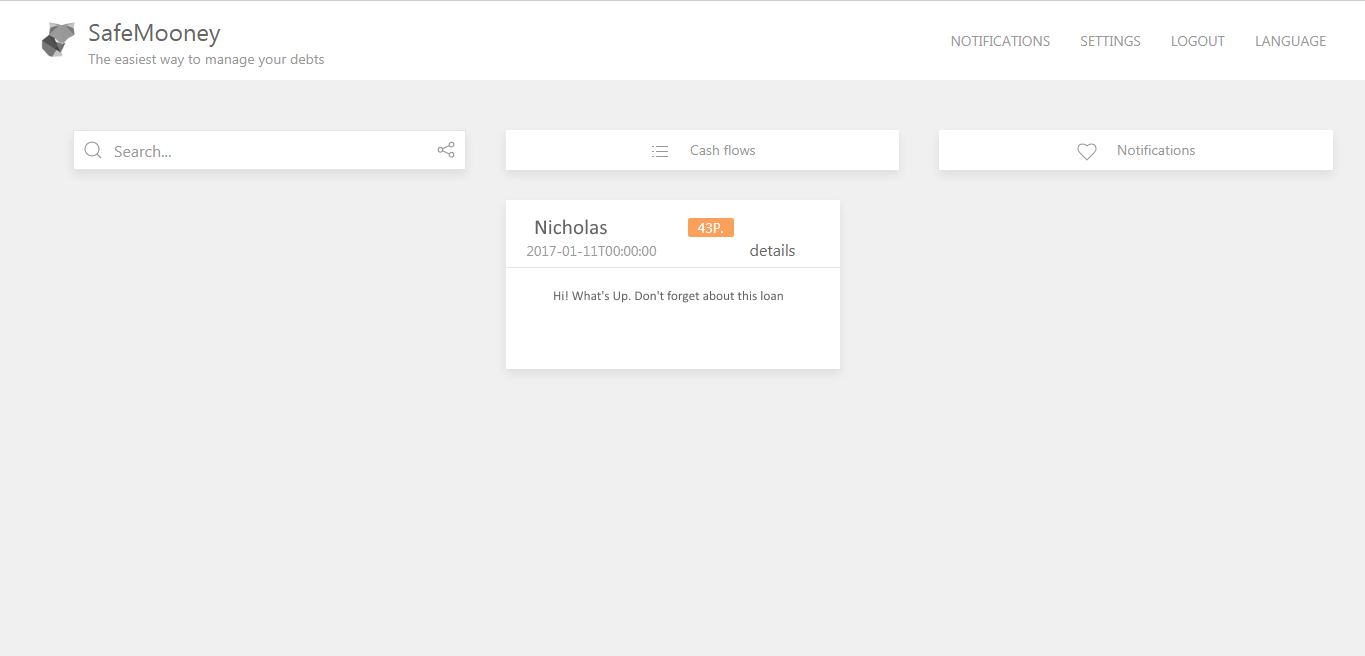 SafeMooney
The easiest way to manage your debts
NOTIFICATIONS SETTINGS LOGOUT LANGUAGE
Search...
Cash flows
Notifications
Nicholas
43P.
2017-01-11T00:00:00
details
Hi! What's Up. Don't forget about this loan